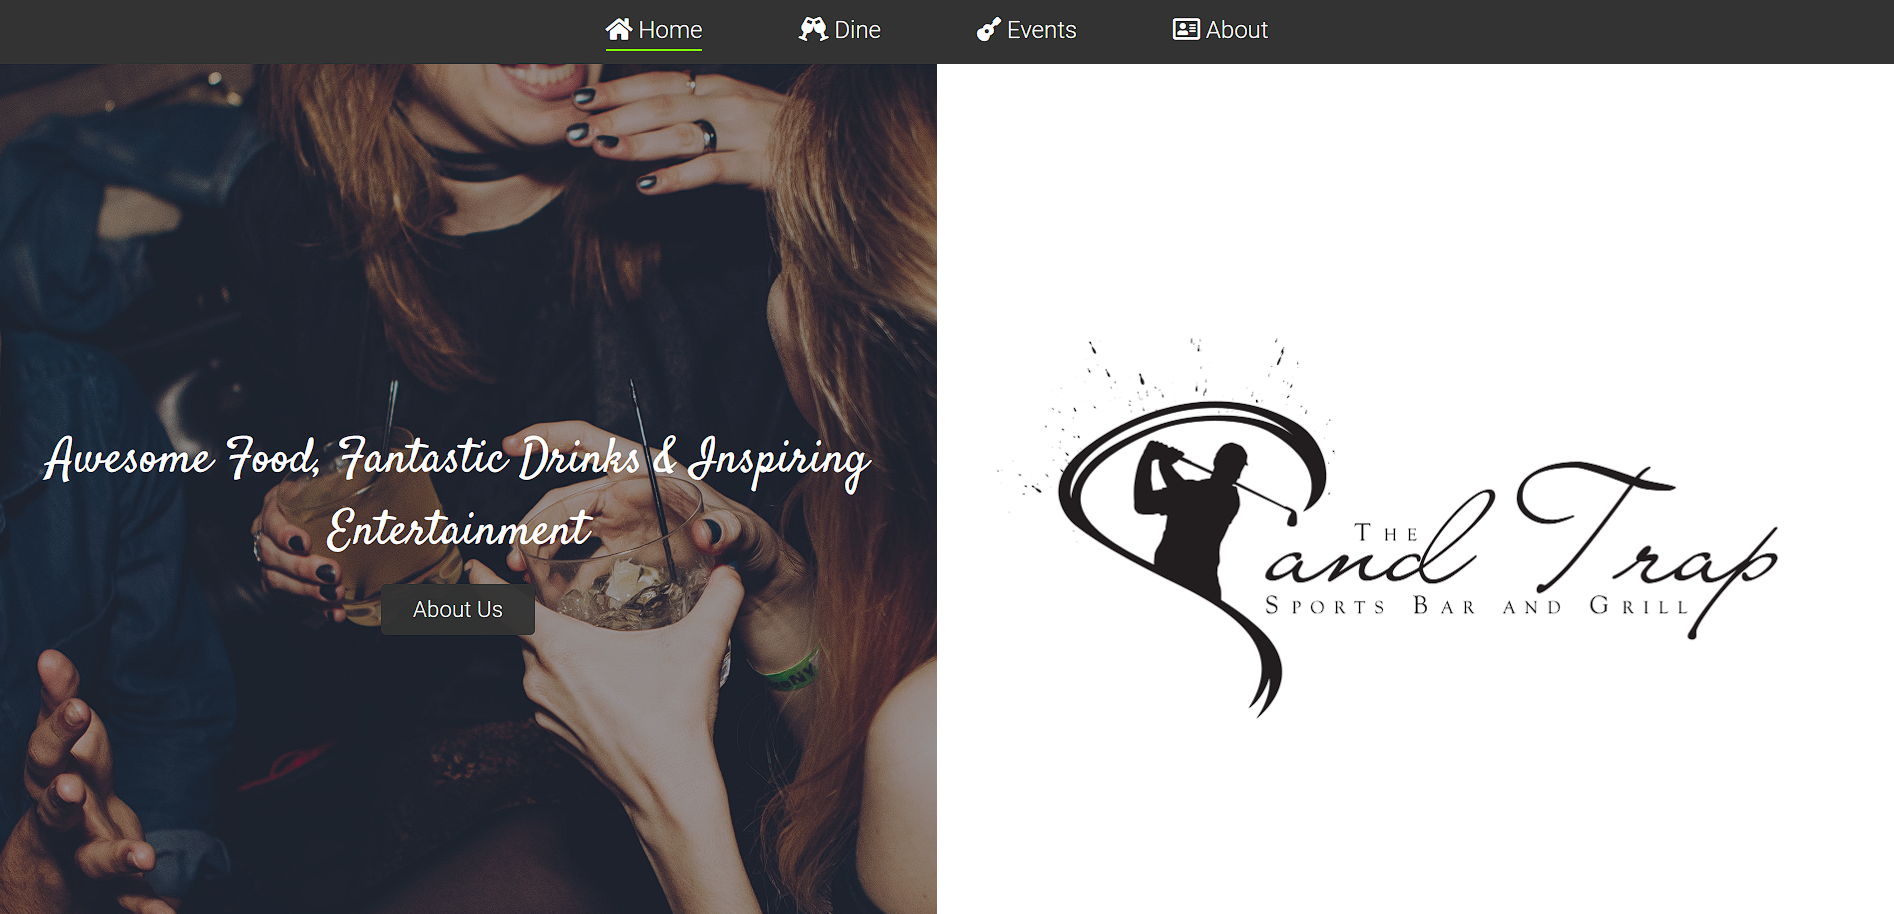 Home Dine Events About
Awesome Food, Fantastic Drinks & Inspiring
Entertainment
About Us
The
Sand Trap
Sports Bar and Grill